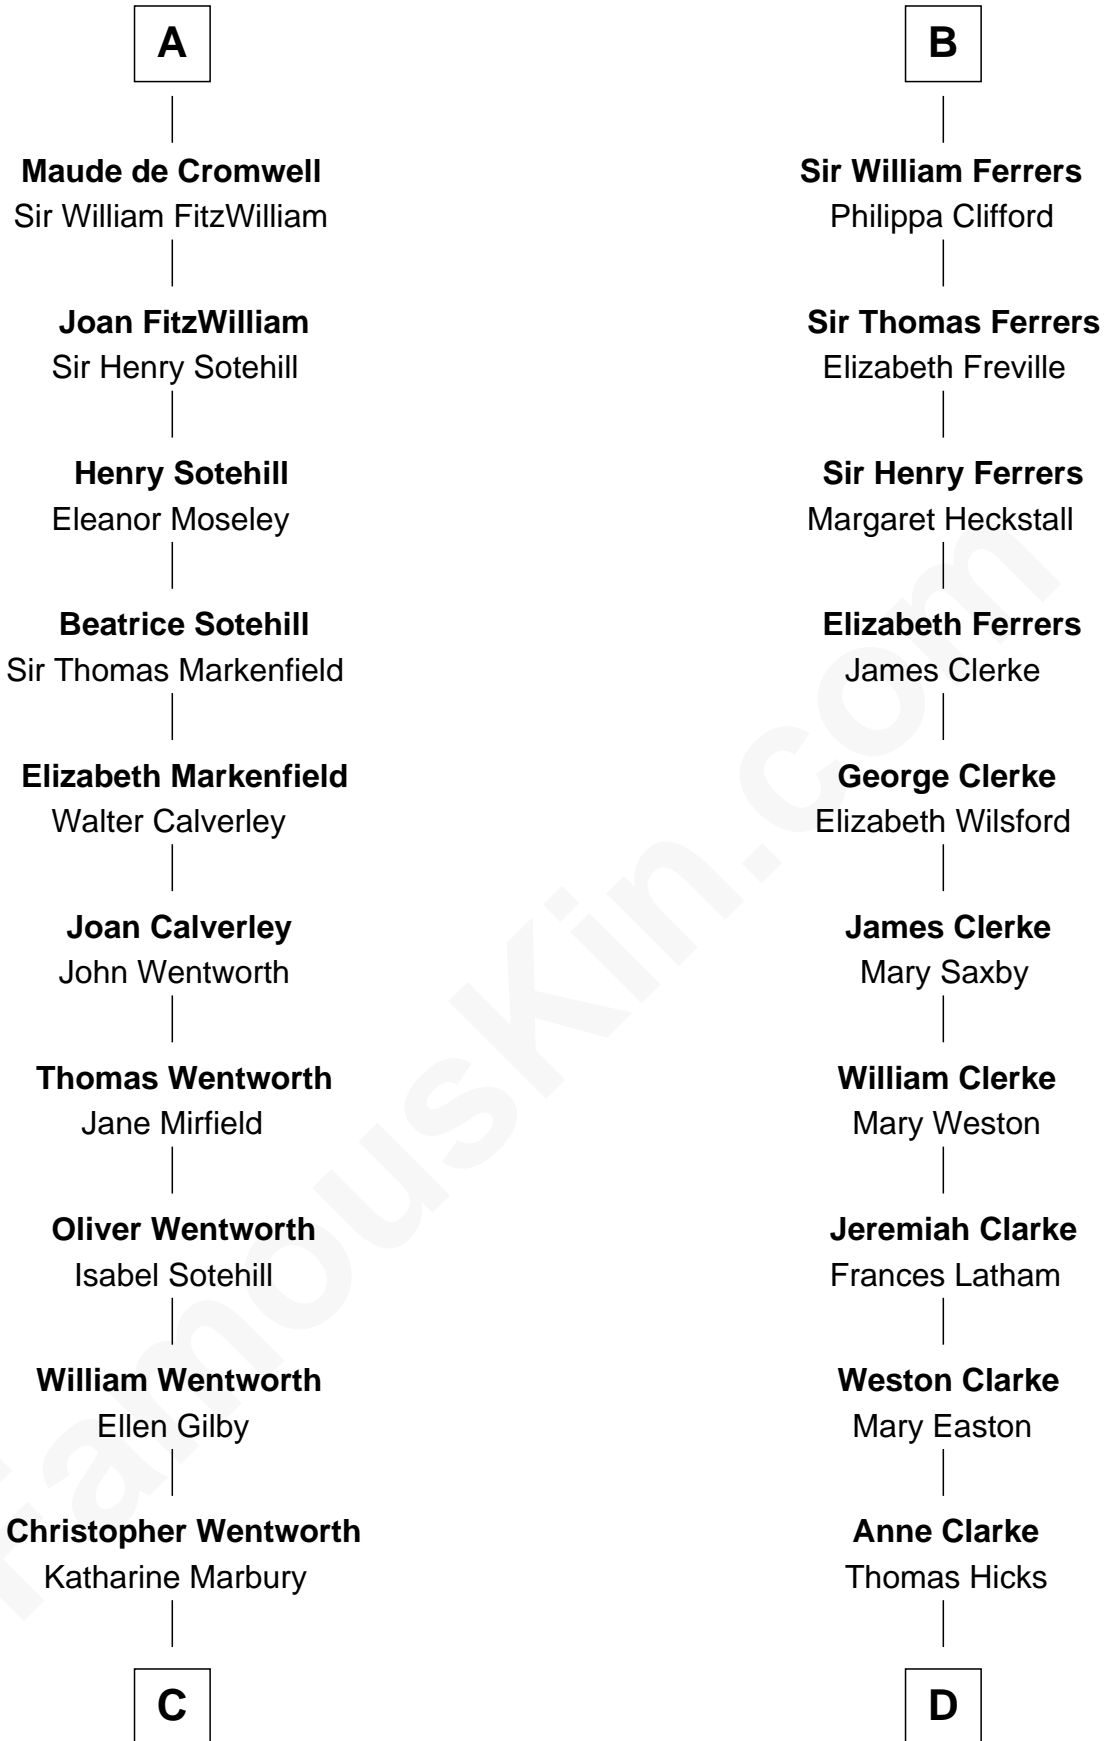 A
Maude de Cromwell
Sir William FitzWilliam
Joan FitzWilliam
Sir Henry Sotehill
Henry Sotehill
Eleanor Moseley
Beatrice Sotehill
Sir Thomas Markenfield
Elizabeth Markenfield
Walter Calverley
Joan Calverley
John Wentworth
Thomas Wentworth
Jane Mirfield
Oliver Wentworth
Isabel Sotehill
William Wentworth
Ellen Gilby
Christopher Wentworth
Katharine Marbury
C
B
Sir William Ferrers
Philippa Clifford
Sir Thomas Ferrers
Elizabeth Freville
Sir Henry Ferrers
Margaret Heckstall
Elizabeth Ferrers
James Clerke
George Clerke
Elizabeth Wilsford
James Clerke
Mary Saxby
William Clerke
Mary Weston
Jeremiah Clarke
Frances Latham
Weston Clarke
Mary Easton
Anne Clarke
Thomas Hicks
D
FamousKin.com